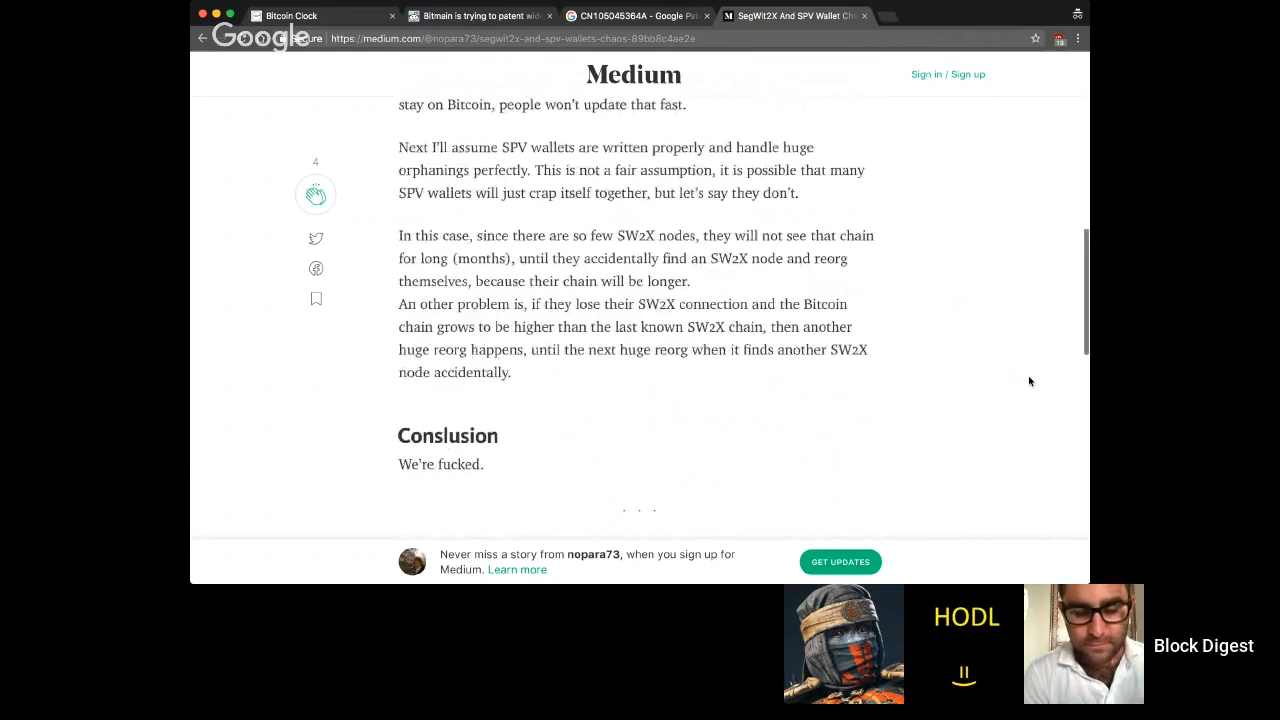 Bitcoin Clock
Bitmain is trying to patent wide
CN105045364A - Google Pat
SegWit2X And SPV Wallet Cha
Google
Secure
https://medium.com/@nopara73/segwit2x-and-spv-wallets-chaos-89bb8c4ae2e
13
Medium
Sign in / Sign up
stay on Bitcoin, people won't update that fast.
4
Next I'll assume SPV wallets are written properly and handle huge
orphanings perfectly. This is not a fair assumption, it is possible that many
SPV wallets will just crap itself together, but let's say they don't.
In this case, since there are so few SW2X nodes, they will not see that chain
for long (months), until they accidentally find an SW2X node and reorg
themselves, because their chain will be longer.
An other problem is, if they lose their SW2X connection and the Bitcoin
chain grows to be higher than the last known SW2X chain, then another
huge reorg happens, until the next huge reorg when it finds another SW2X
node accidentally.
Conslusion
We're fucked.
. . .
Never miss a story from nopara73, when you sign up for
Medium. Learn more
GET UPDATES
HODL
Block Digest